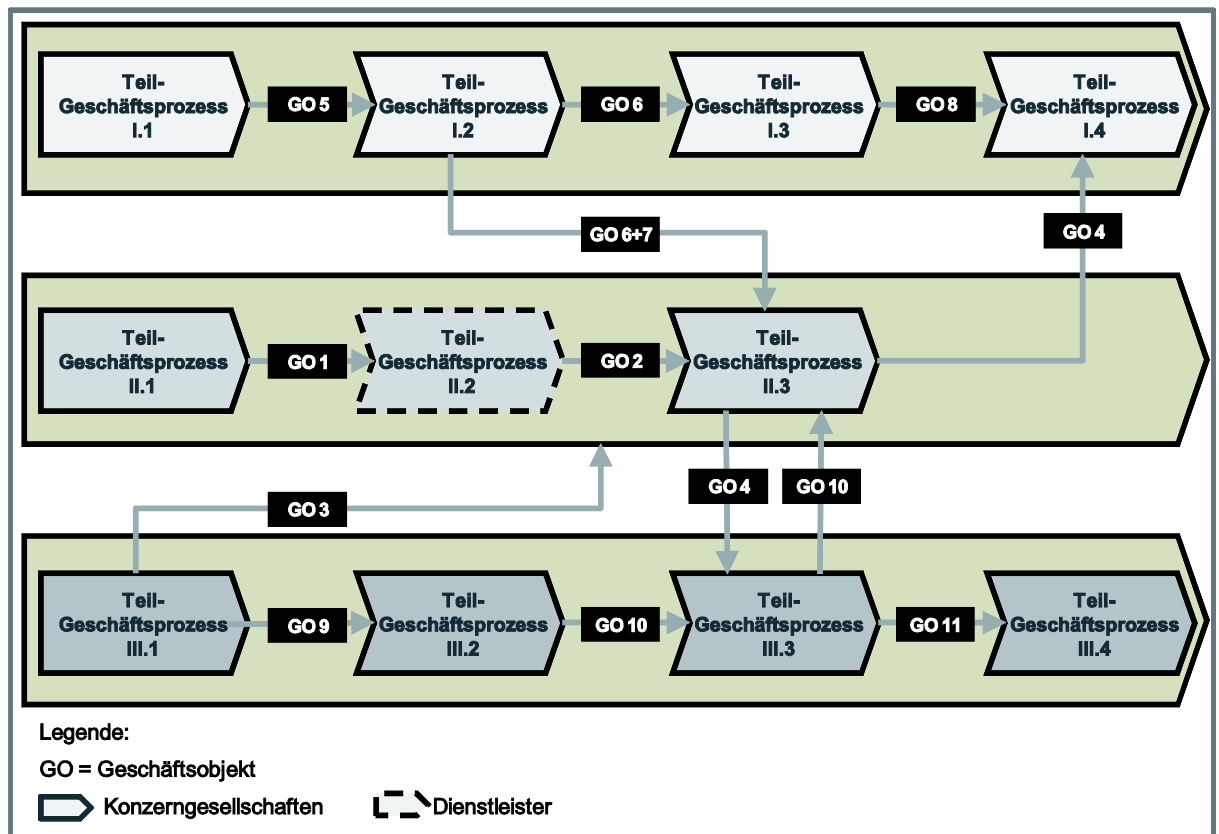 Teil-
Geschäftsprozess
I.1
GO 5
Teil-
Geschäftsprozess
I.2
GO 6
Teil-
Geschäftsprozess
I.3
GO 8
Teil-
Geschäftsprozess
I.4
GO 6+7
GO 4
Teil-
Geschäftsprozess
II.1
GO 1
Teil-
Geschäftsprozess
II.2
GO 2
Teil-
Geschäftsprozess
II.3
GO 3
GO 4
GO 10
Teil-
Geschäftsprozess
III.1
GO 9
Teil-
Geschäftsprozess
III.2
GO 10
Teil-
Geschäftsprozess
III.3
GO 11
Teil-
Geschäftsprozess
III.4
Legende:
GO = Geschäftsobjekt
Konzerngesellschaften
Dienstleister